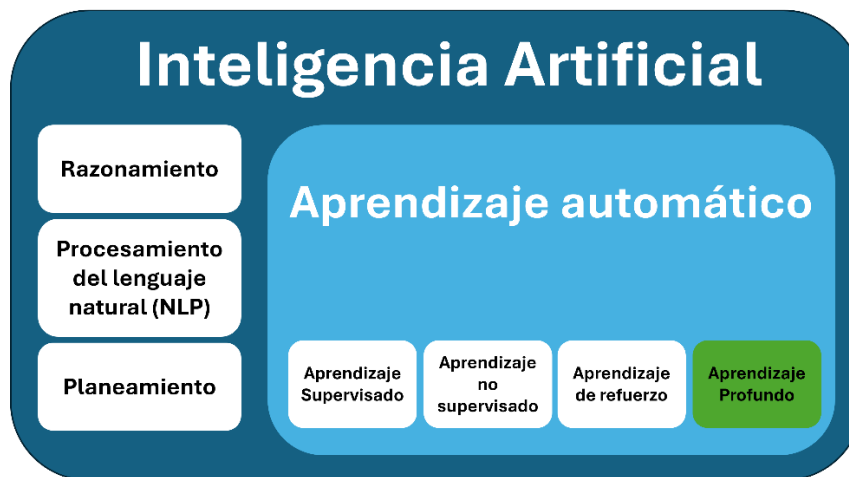 Inteligencia Artificial
Razonamiento
Procesamiento
del lenguaje
natural (NLP)
Planeamiento
Aprendizaje automático
Aprendizaje
Supervisado
Aprendizaje
no
supervisado
Aprendizaje
de refuerzo
Aprendizaje
Profundo